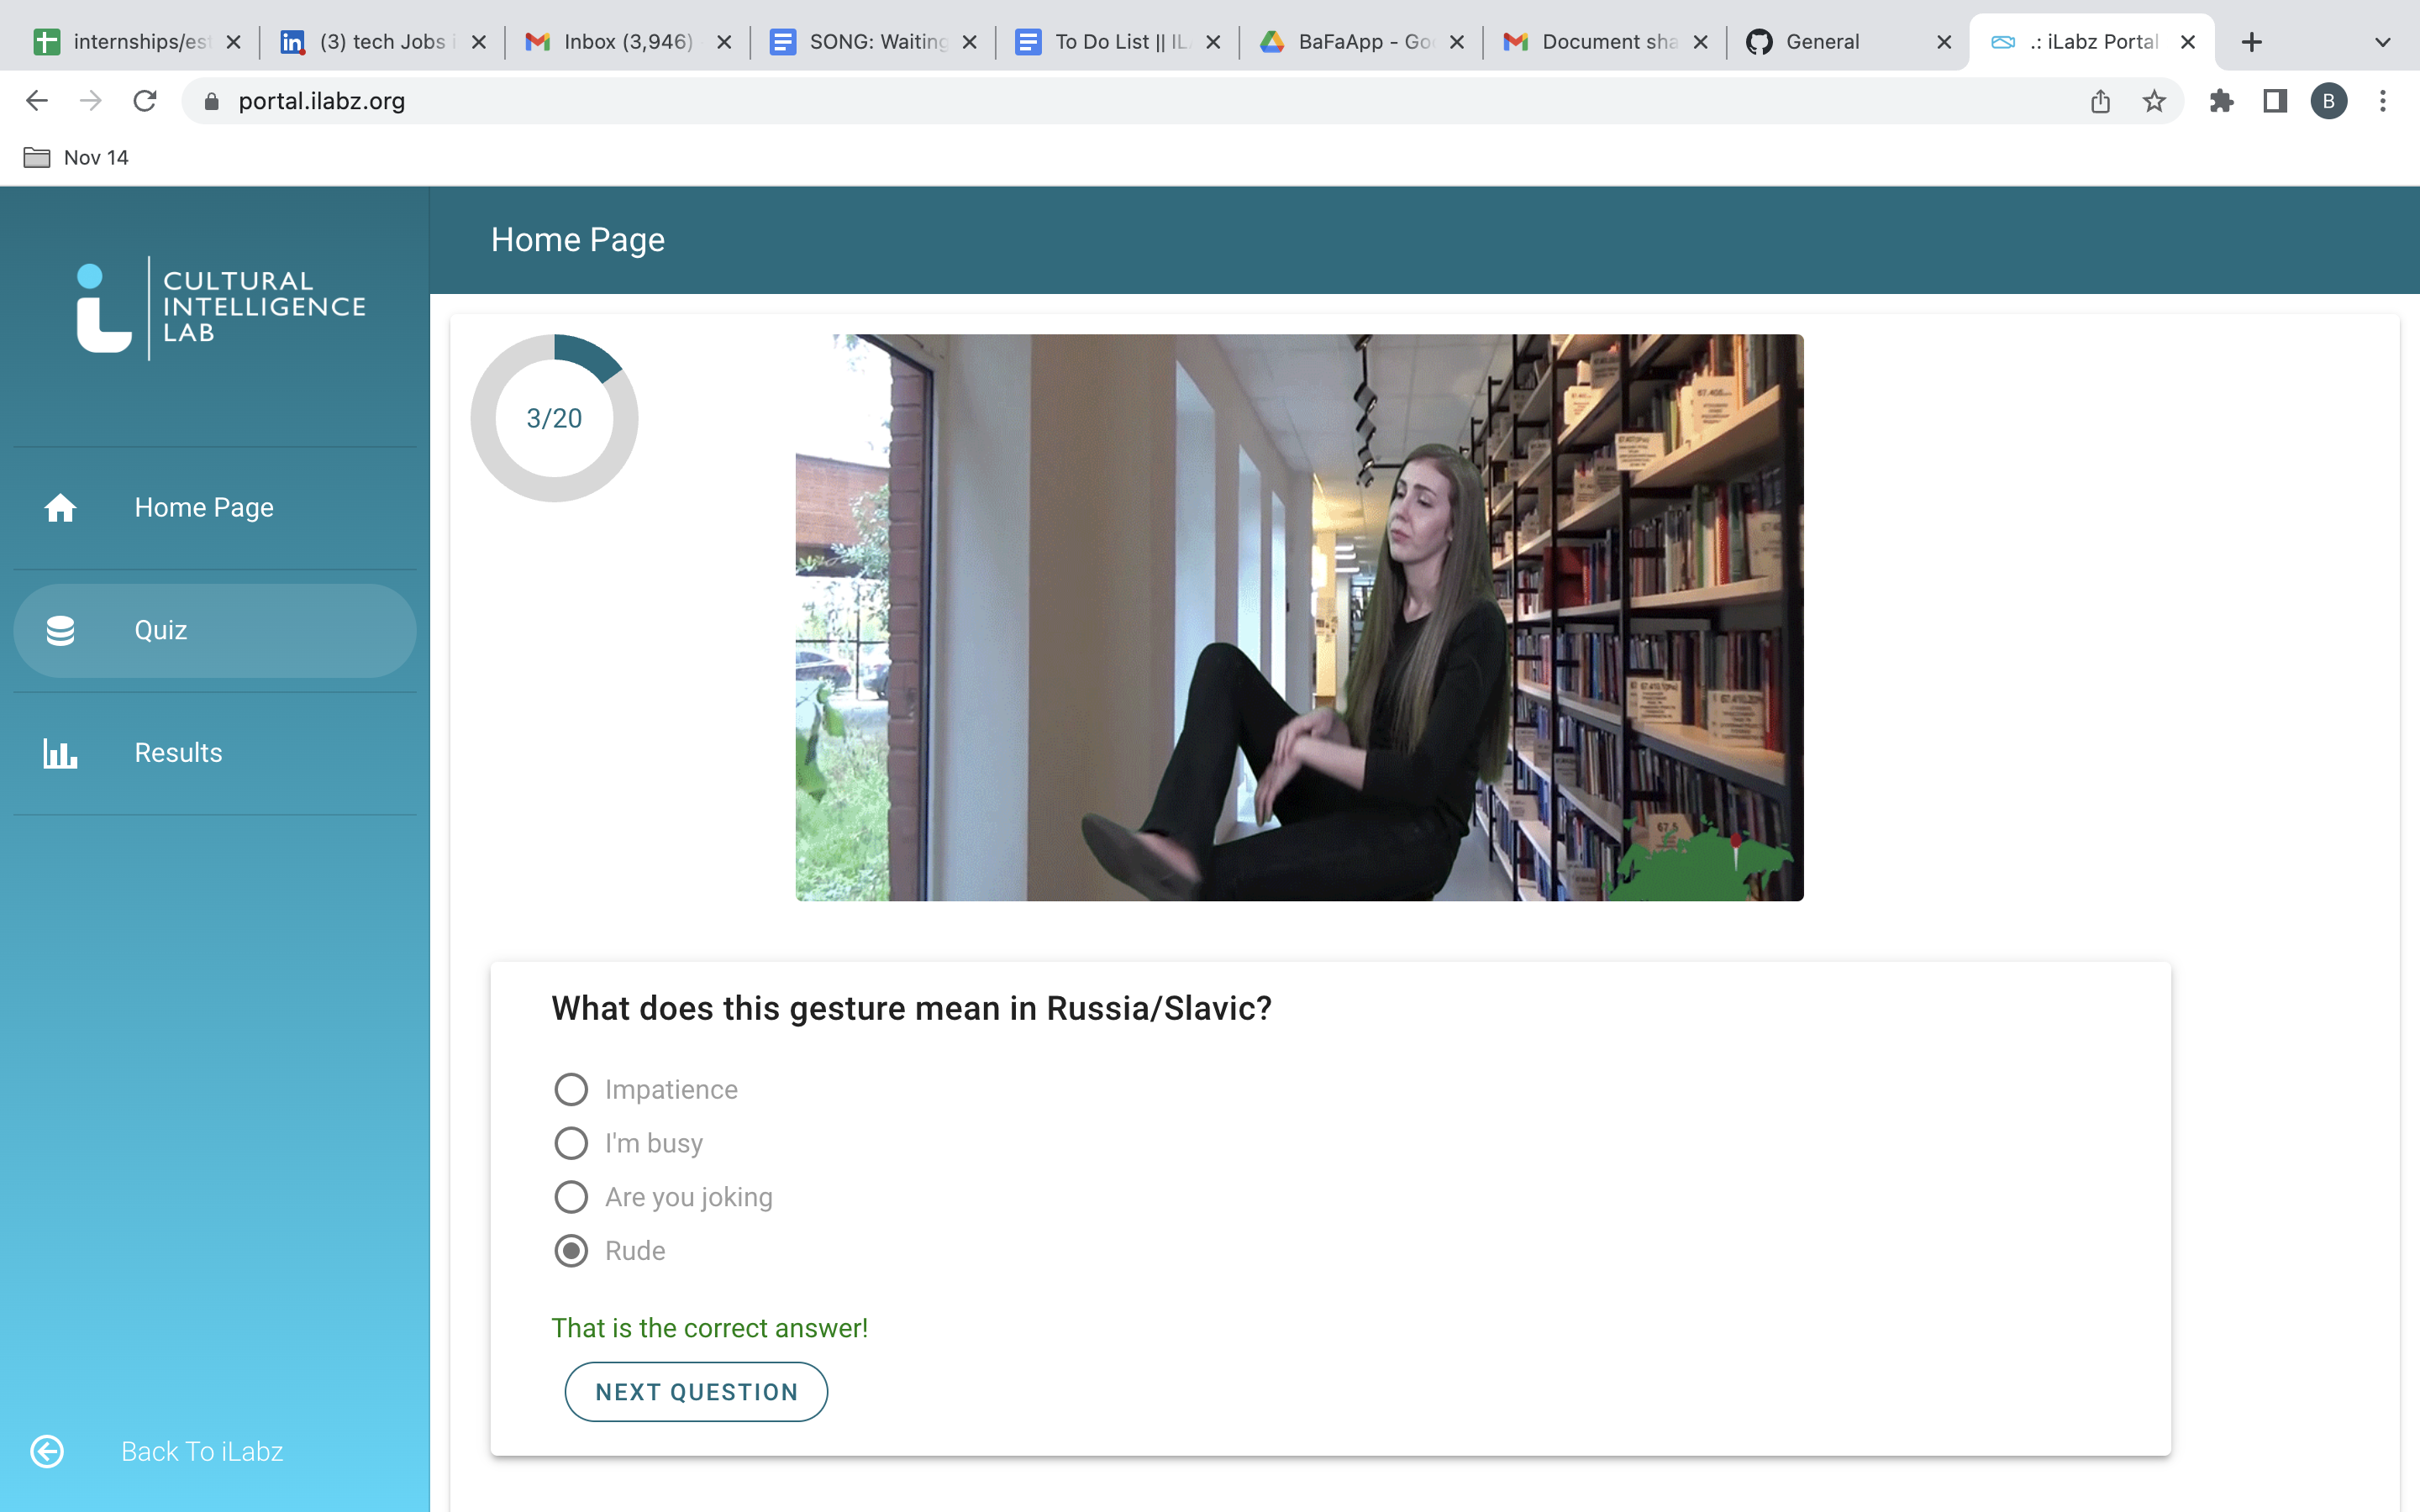 internships/est
(3) tech Jobs i
Inbox (3,946)
SONG: Waiting
To Do List || IL
BaFaApp - Goo
Document sha
General
.: iLabz Portal
portal.ilabz.org
B
Nov 14
CULTURAL
INTELLIGENCE
LAB
Home Page
Quiz
Results
Back To iLabz
Home Page
3/20
What does this gesture mean in Russia/Slavic?
Impatience
I'm busy
Are you joking
Rude
That is the correct answer!
NEXT QUESTION